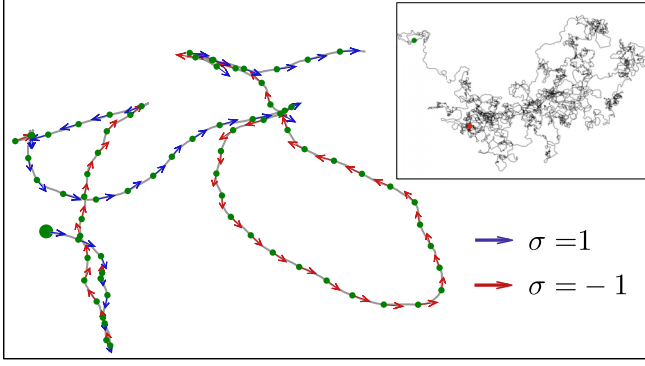 σ = 1
σ = − 1